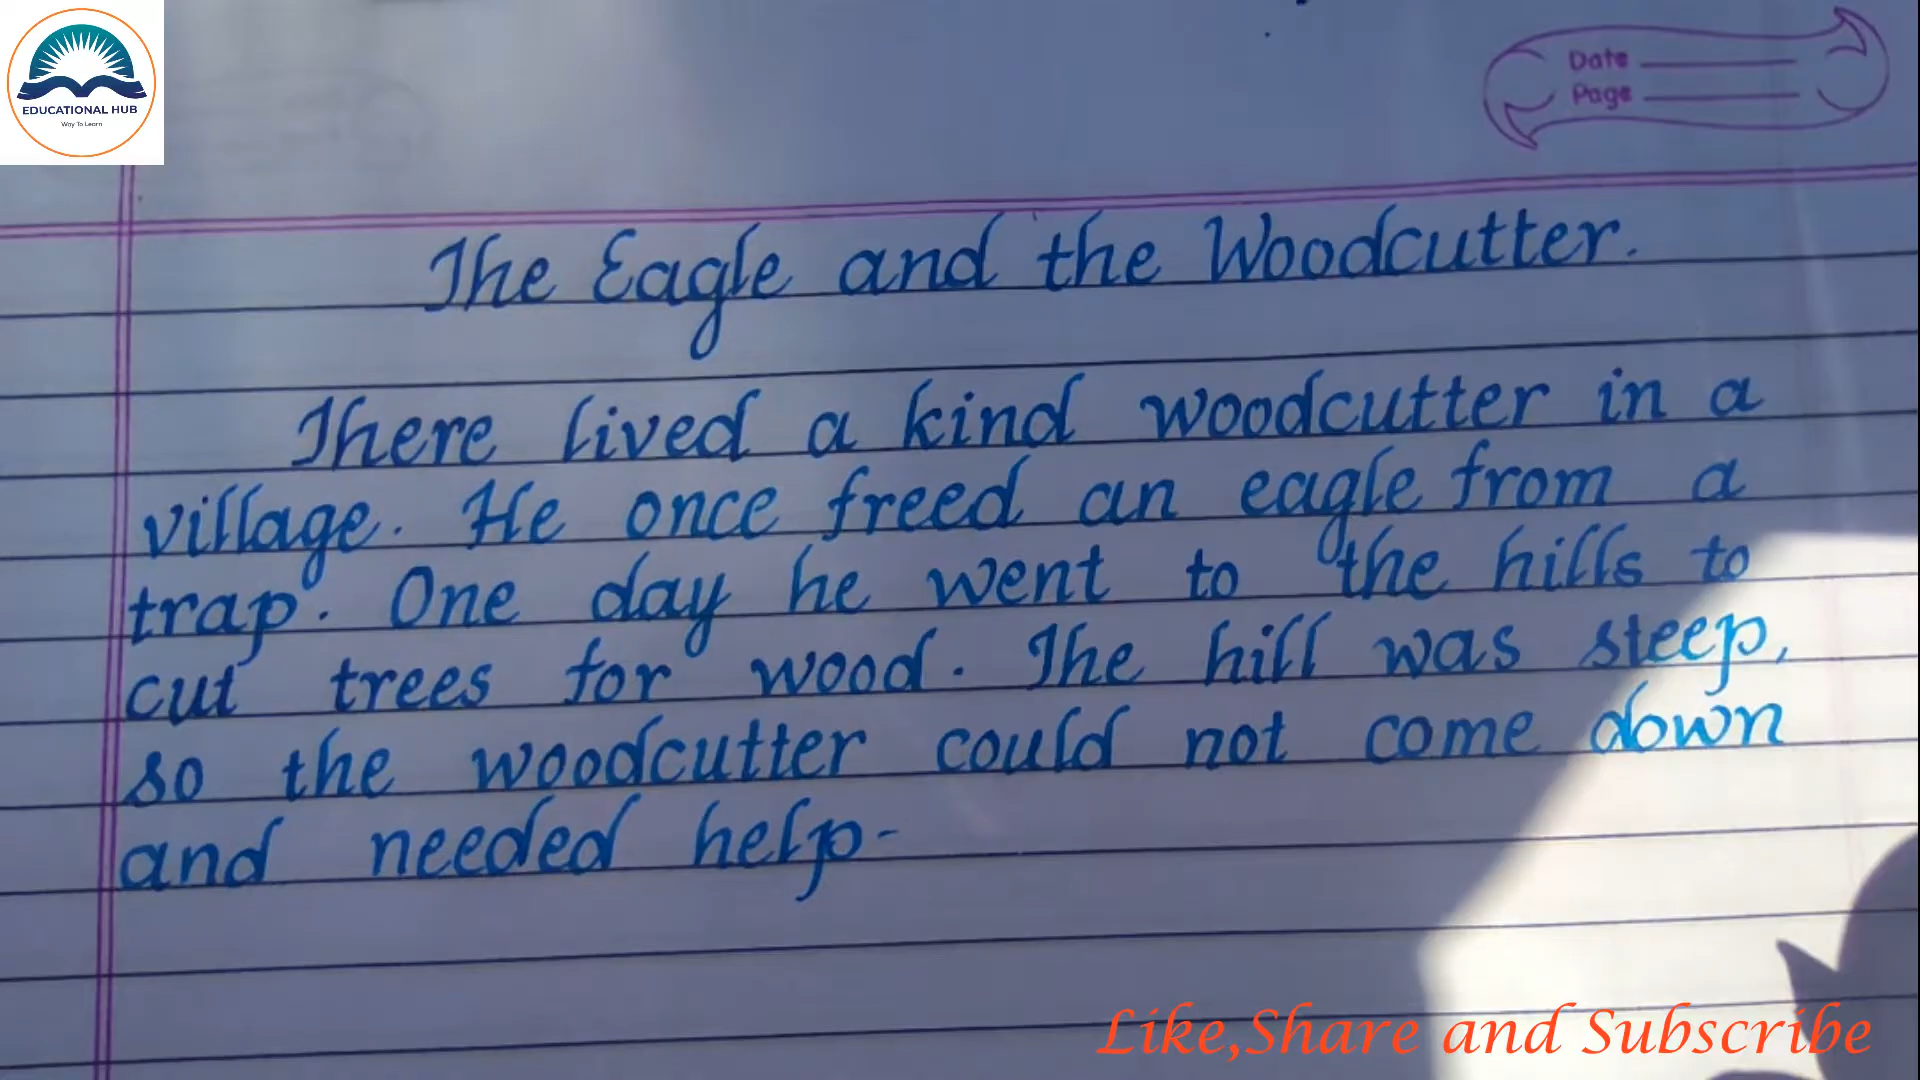 EDUCATIONAL HUB
Way To Learn
Date
Page
The Eagle and the Woodcutter.
There lived a kind woodcutter in a
village. He once freed an eagle from a
trap. One day he went to the hills to
cut trees for wood. The hill was steep,
so the woodcutter could not come down
and needed help-
Like,Share and Subscribe